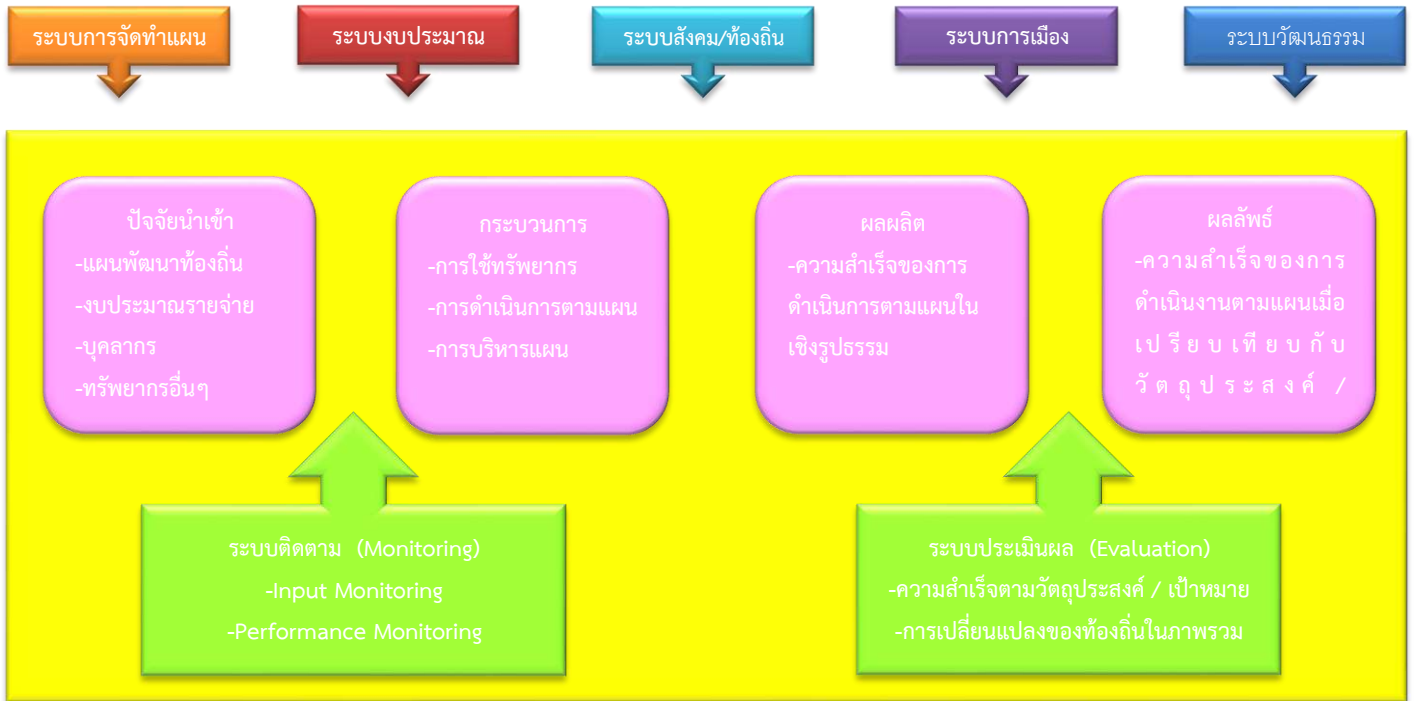 ระบบการจัดทำแผน
ระบบงบประมาณ
ระบบสังคม/ท้องถิ่น
ระบบการเมือง
ระบบวัฒนธรรม
ปัจจัยนำเข้า
-แผนพัฒนาท้องถิ่น
-งบประมาณรายจ่าย
-บุคลากร
-ทรัพยากรอื่นๆ
กระบวนการ
-การใช้ทรัพยากร
-การดำเนินการตามแผน
-การบริหารแผน
ผลผลิต
-ความสำเร็จของการ
ดำเนินการตามแผนใน
เชิงรูปธรรม
ผลลัพธ์
-ความสำเร็จของการ
ดำเนินงานตามแผนเมื่อ
เปรียบเทียบกับ
วัตถุประสงค์ /
ระบบติดตาม (Monitoring)
-Input Monitoring
-Performance Monitoring
ระบบประเมินผล (Evaluation)
-ความสำเร็จตามวัตถุประสงค์ / เป้าหมาย
-การเปลี่ยนแปลงของท้องถิ่นในภาพรวม